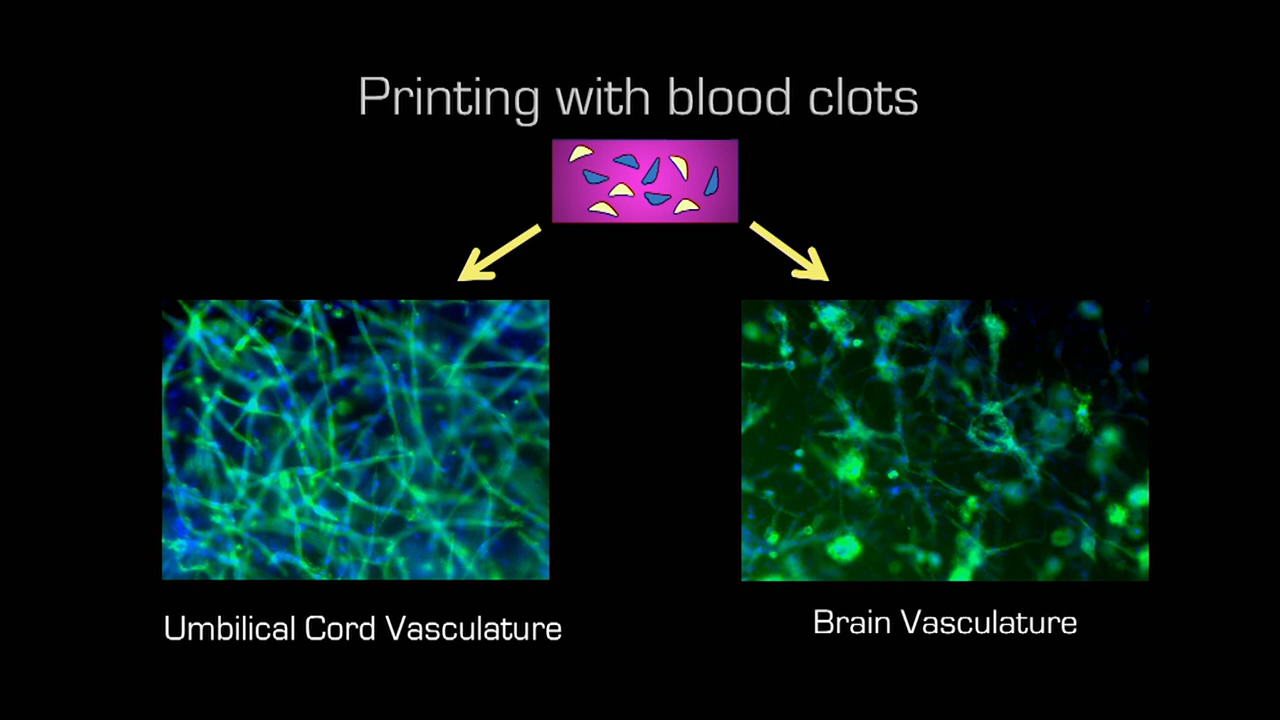 Printing with blood clots
Umbilical Cord Vasculature
Brain Vasculature